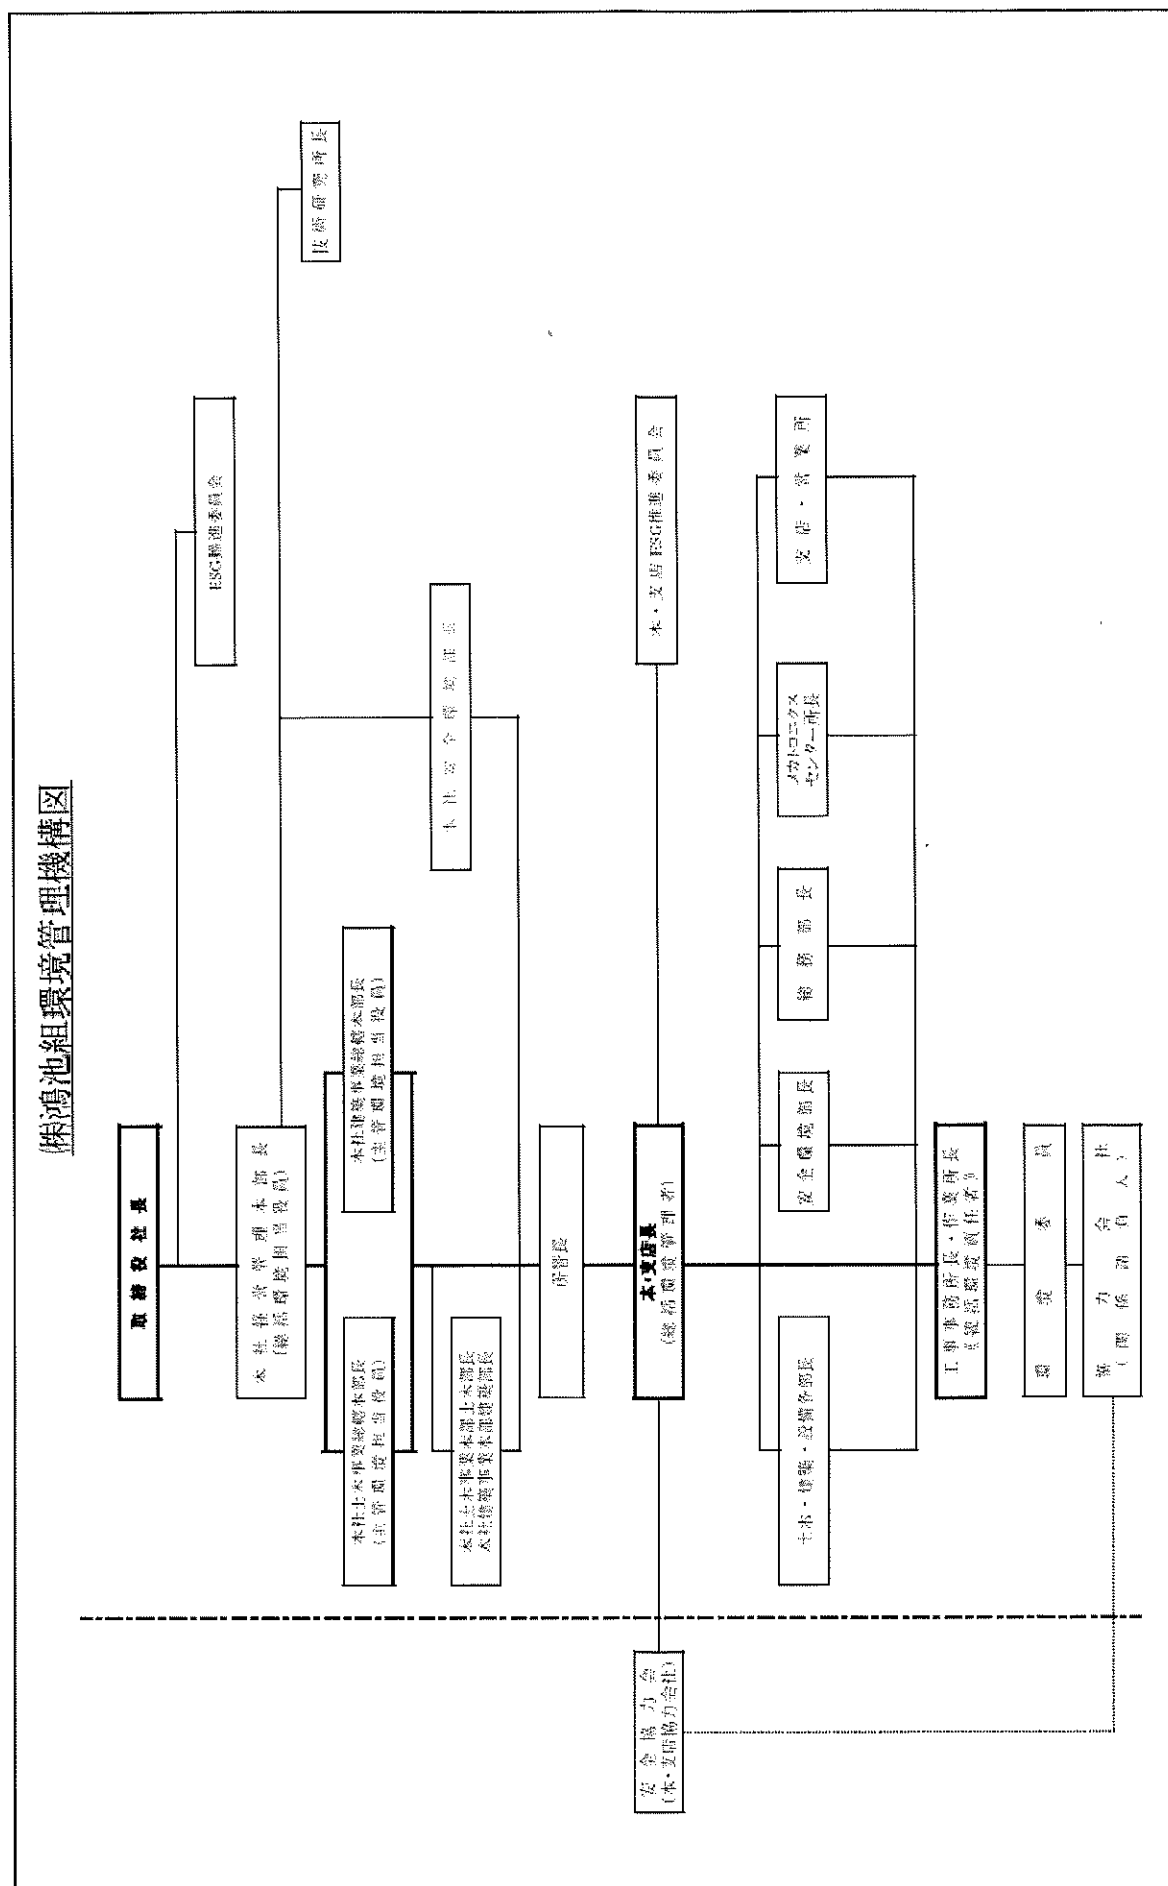 ㈱鴻池組環境管理機構図
取締役社長
ESG推進委員会
本社経営管理本部長
(総括環境担当役員)
技術研究所長
本社土木事業総轄本部長
(主管環境担当役員)
本社建築事業総轄本部長
(主管環境担当役員)
本社安全環境部長
本社土木事業本部土木部長
本社建築事業本部建築部長
所管長
安全協力会
(本・支店協力会社)
本・支店長
(総括環境管理者)
本・支店ESG推進委員会
土木・建築・設備各部長
安全環境部長
総務部長
メカトロニクス
センター所長
支店・営業所
工事事務所長・作業所長
(統括環境責任者)
環境委員
協力会社
(関係請負人)